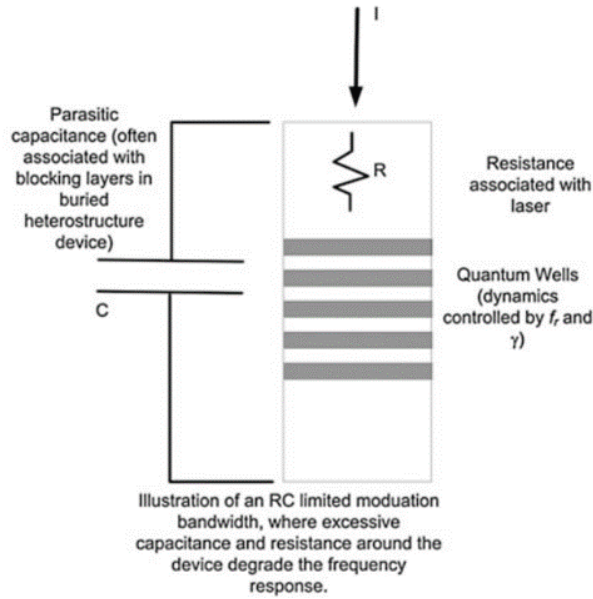 I
Parasitic
capacitance (often
associated with
blocking layers in
buried
heterostructure
device)
R
Resistance
associated with
laser
Quantum Wells
(dynamics
controlled by fr and
γ)
C
Illustration of an RC limited moduation
bandwidth, where excessive
capacitance and resistance around the
device degrade the frequency
response.